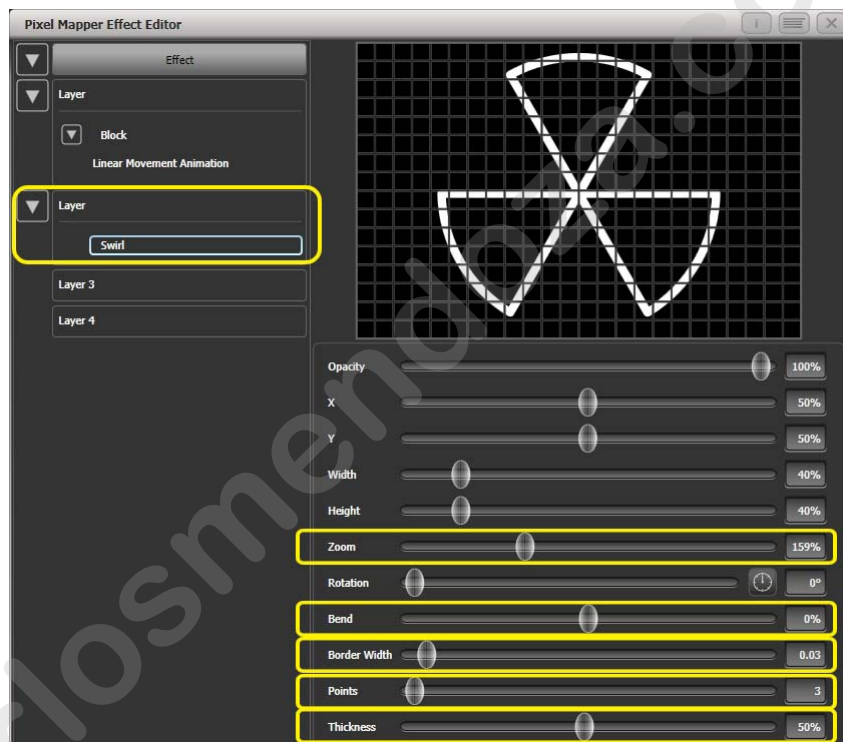 Pixel Mapper Effect Editor
i
Effect
Layer
Block
Linear Movement Animation
Layer
Swirl
Layer 3
Layer 4
Opacity 100%
X 50%
Y 50%
Width 40%
Height 40%
Zoom 159%
Rotation 0°
Bend 0%
Border Width 0.03
Points 3
Thickness 50%